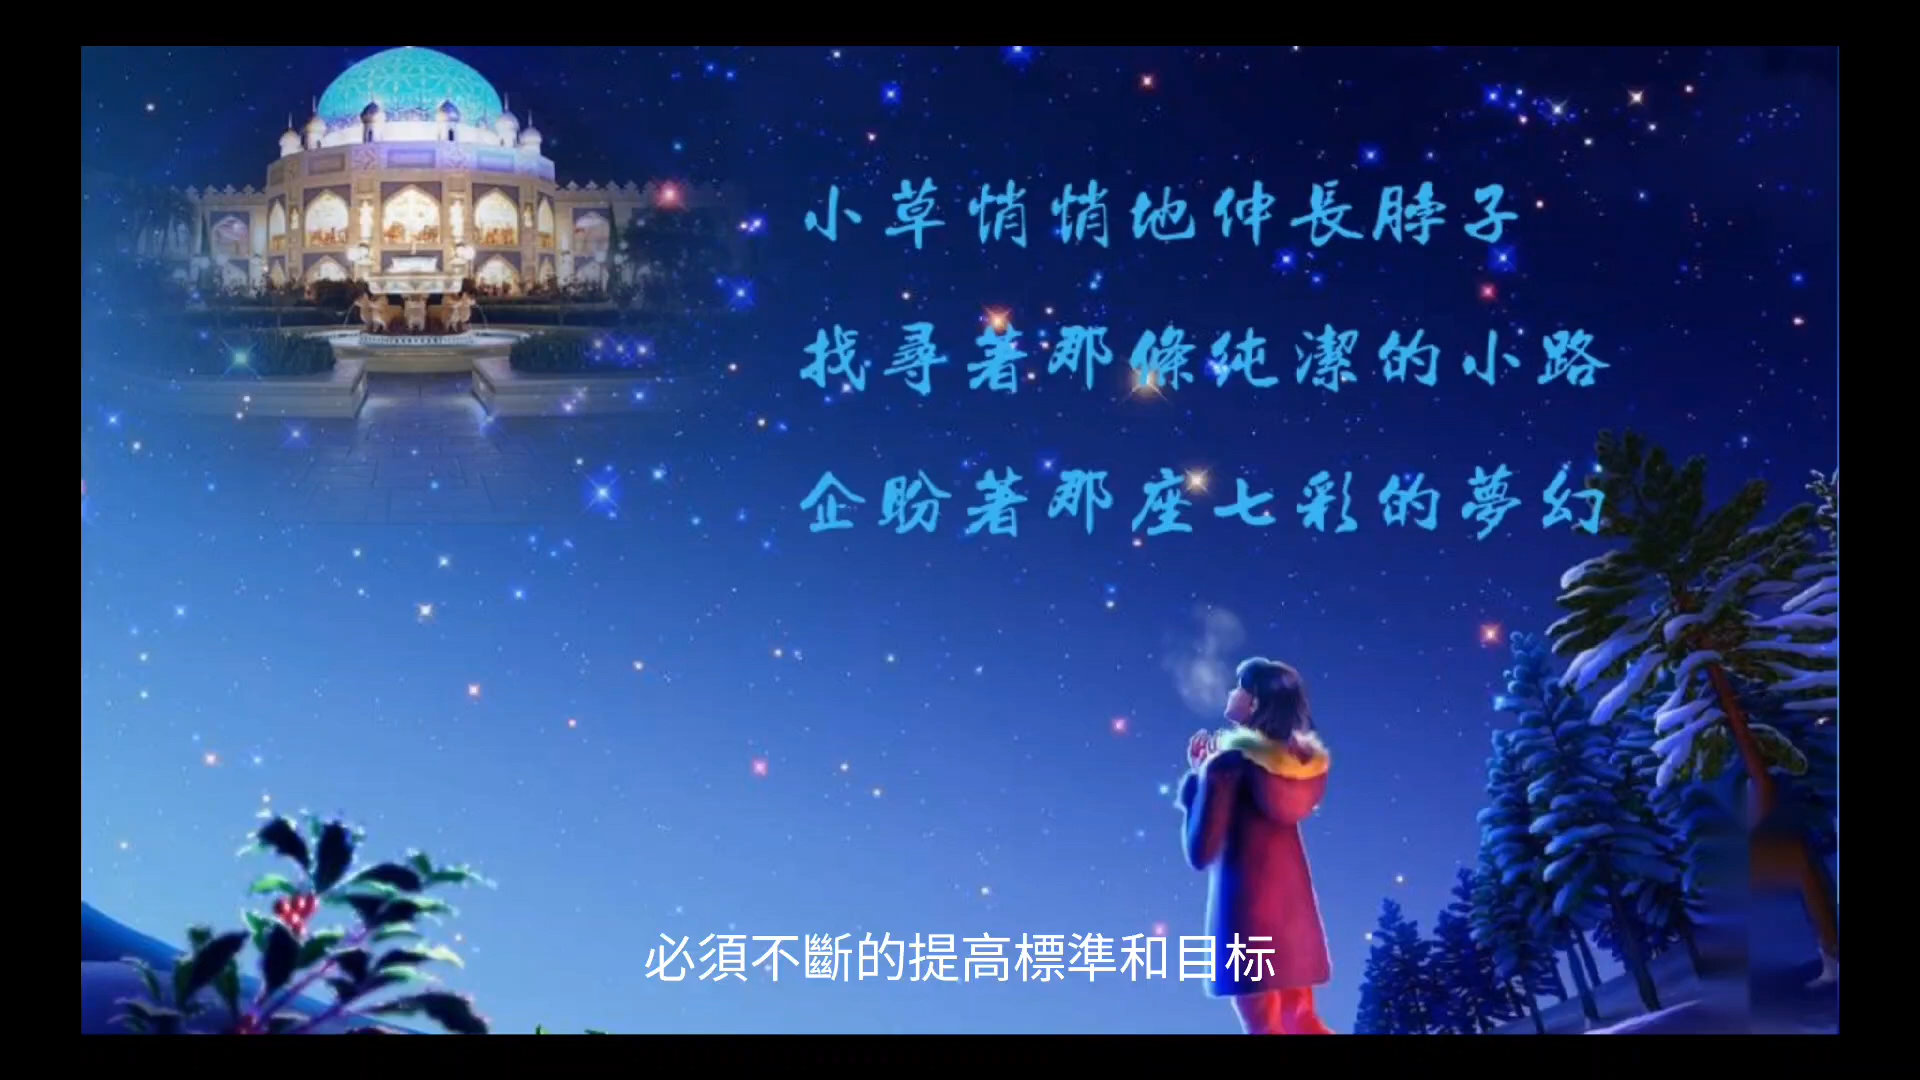 小草悄悄地伸長脖子
找尋著那條純潔的小路
企盼著那座七彩的夢幻
必須不斷的提高標準和目标